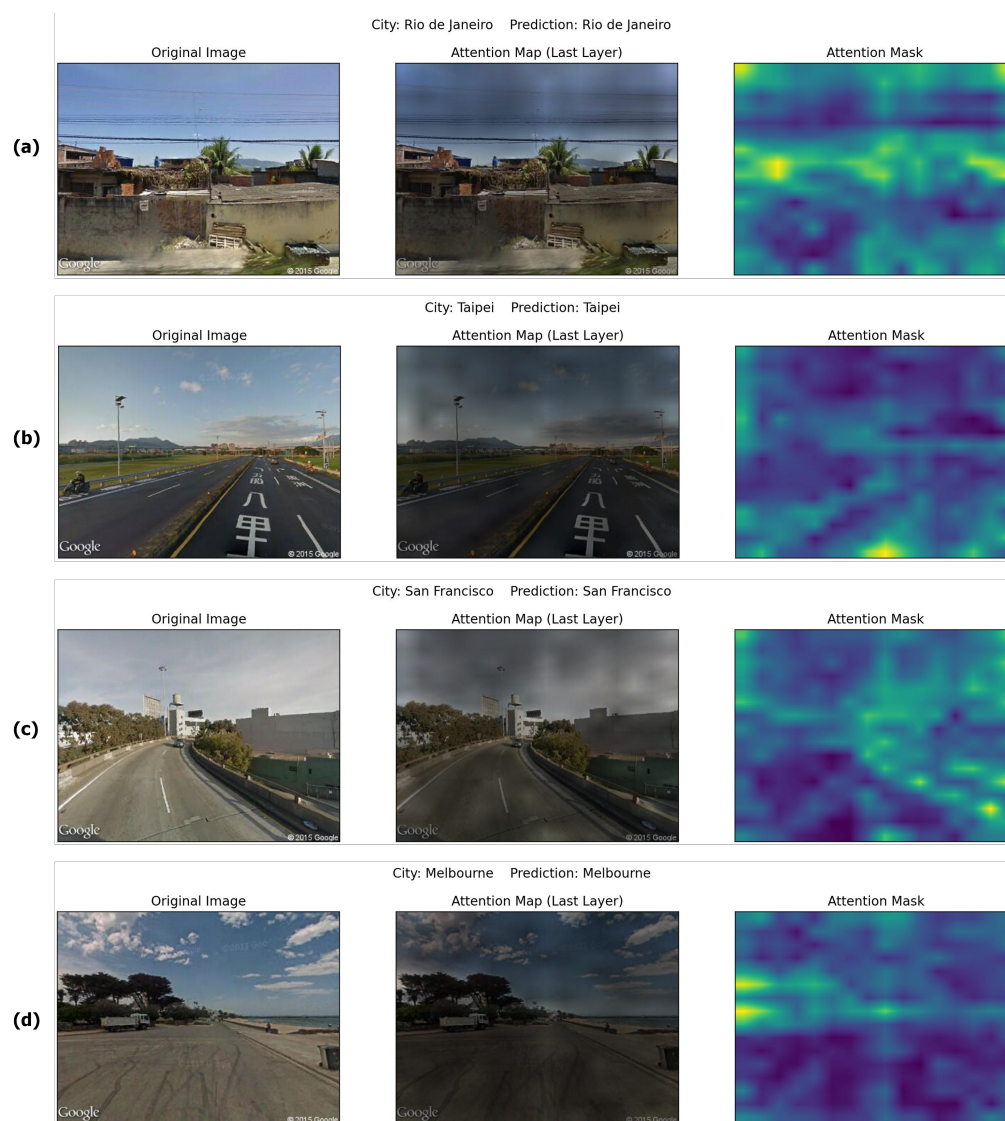 City: Rio de Janeiro    Prediction: Rio de Janeiro
Original Image    Attention Map (Last Layer)    Attention Mask
(a)
Google    © 2015 Google    Google    © 2015 Google
City: Taipei    Prediction: Taipei
Original Image    Attention Map (Last Layer)    Attention Mask
(b)
Google    © 2015 Google    Google    © 2015 Google
City: San Francisco    Prediction: San Francisco
Original Image    Attention Map (Last Layer)    Attention Mask
(c)
Google    © 2015 Google    Google    © 2015 Google
City: Melbourne    Prediction: Melbourne
Original Image    Attention Map (Last Layer)    Attention Mask
(d)
Google    © 2015 Google    Google    © 2015 Google